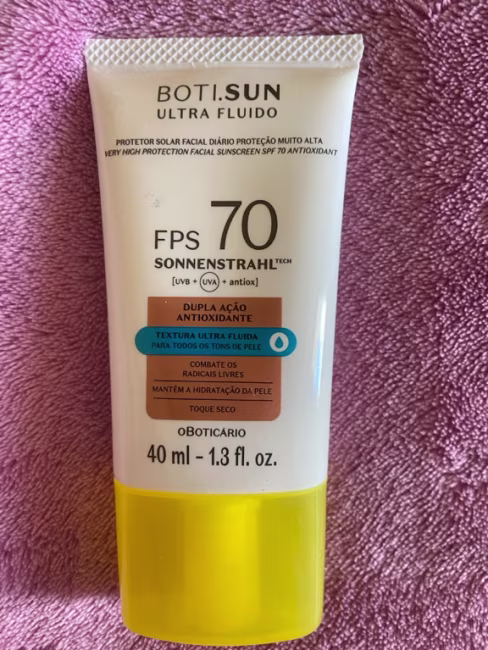 BOTI.SUN
ULTRA FLUIDO
PROTETOR SOLAR FACIAL DIÁRIO PROTEÇÃO MUITO ALTA
VERY HIGH PROTECTION FACIAL SUNSCREEN SPF 70 ANTIOXIDANT
FPS 70
SONNENSTRAHL TECH
[UVB + UVA + antiox]
DUPLA AÇÃO
ANTIOXIDANTE
TEXTURA ULTRA FLUIDA
PARA TODOS OS TONS DE PELE
COMBATE OS
RADICAIS LIVRES
MANTÉM A HIDRATAÇÃO DA PELE
TOQUE SECO
oBOTICÁRIO
40 ml - 1.3 fl. oz.